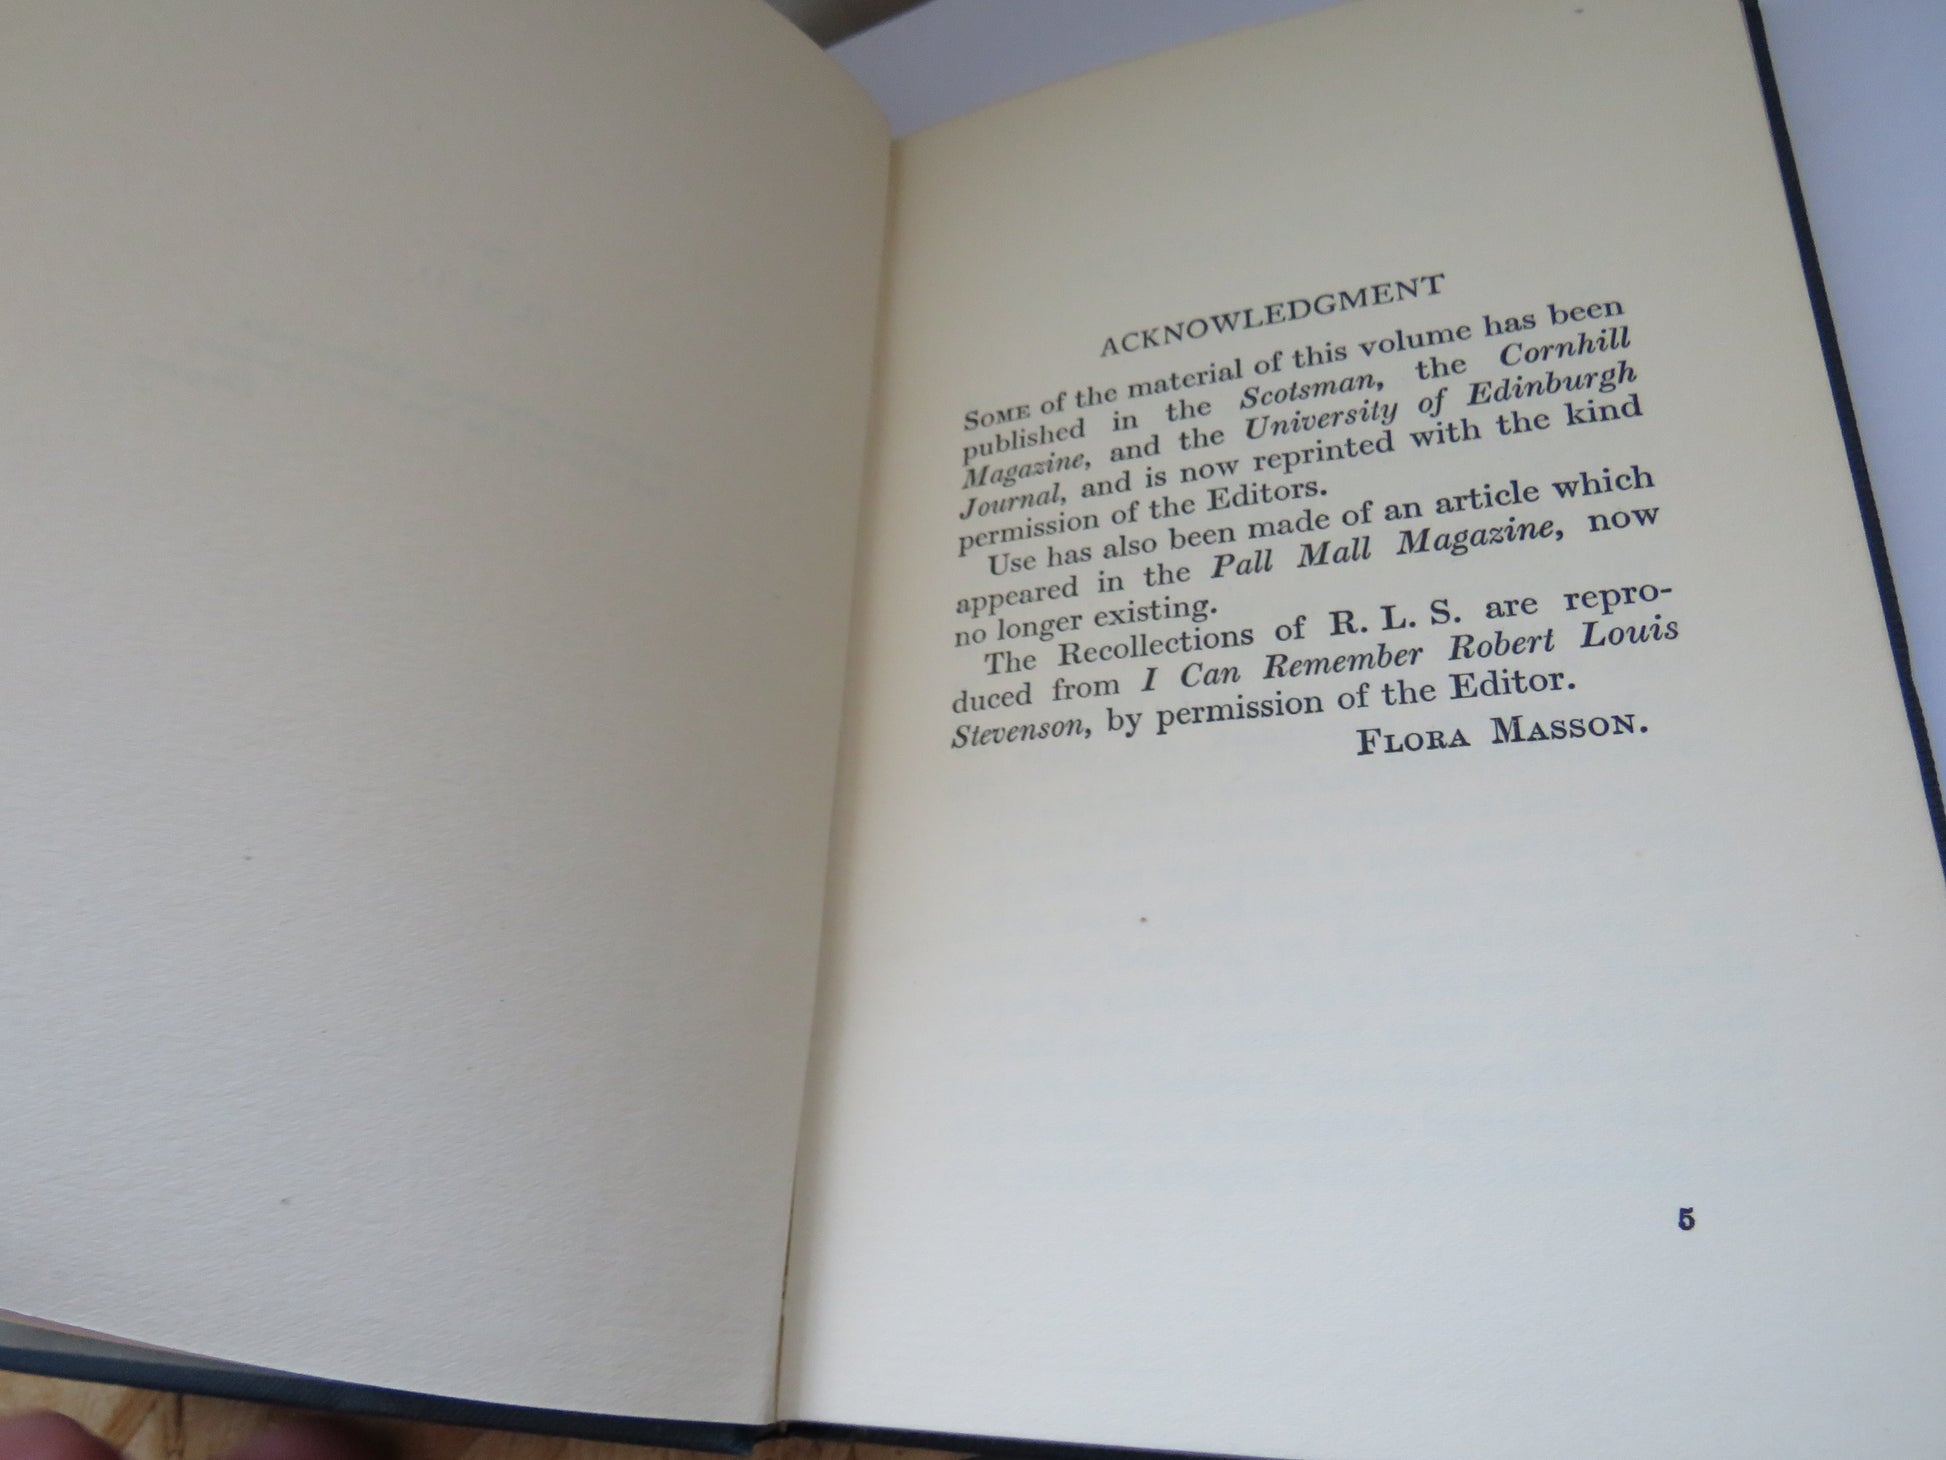 ACKNOWLEDGMENT
SOME of the material of this volume has been
published in the Scotsman, the Cornhill
Magazine, and the University of Edinburgh
Journal, and is now reprinted with the kind
permission of the Editors.
Use has also been made of an article which
appeared in the Pall Mall Magazine, now
no longer existing.
The Recollections of R. L. S. are repro-
duced from I Can Remember Robert Louis
Stevenson, by permission of the Editor.
FLORA MASSON.
5